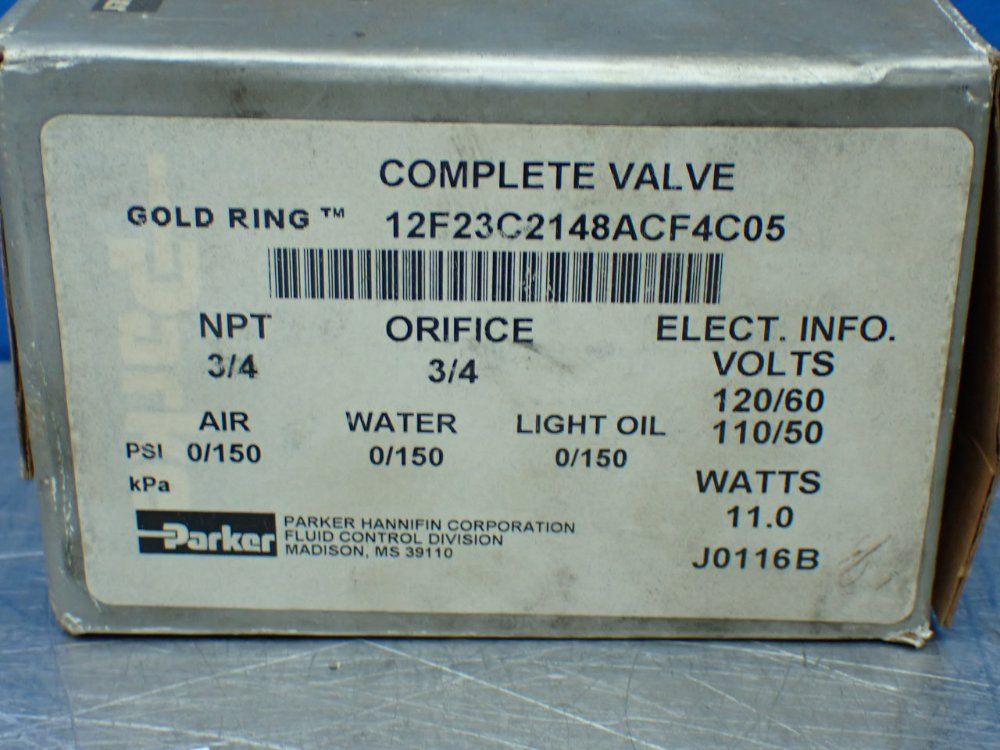 COMPLETE VALVE
GOLD RING ™ 12F23C2148ACF4C05
NPT ORIFICE ELECT. INFO.
3/4 3/4 VOLTS
120/60
AIR WATER LIGHT OIL 110/50
PSI 0/150 0/150 0/150
kPa WATTS
11.0
Parker PARKER HANNIFIN CORPORATION
FLUID CONTROL DIVISION
MADISON, MS 39110
J0116B